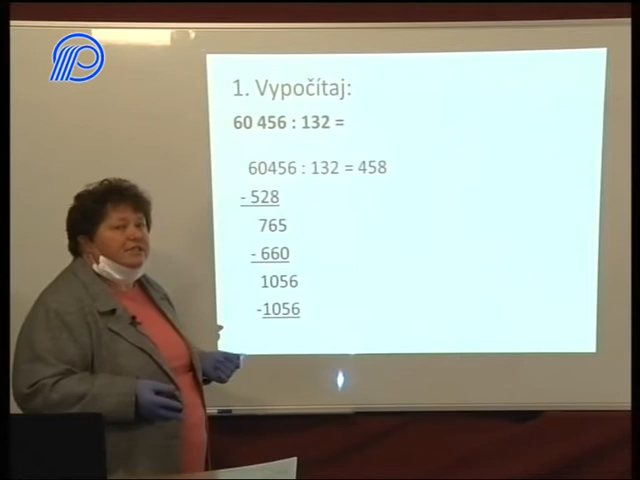 1. Vypočítaj:
60 456 : 132 =
60456 : 132 = 458
- 528
765
- 660
1056
-1056